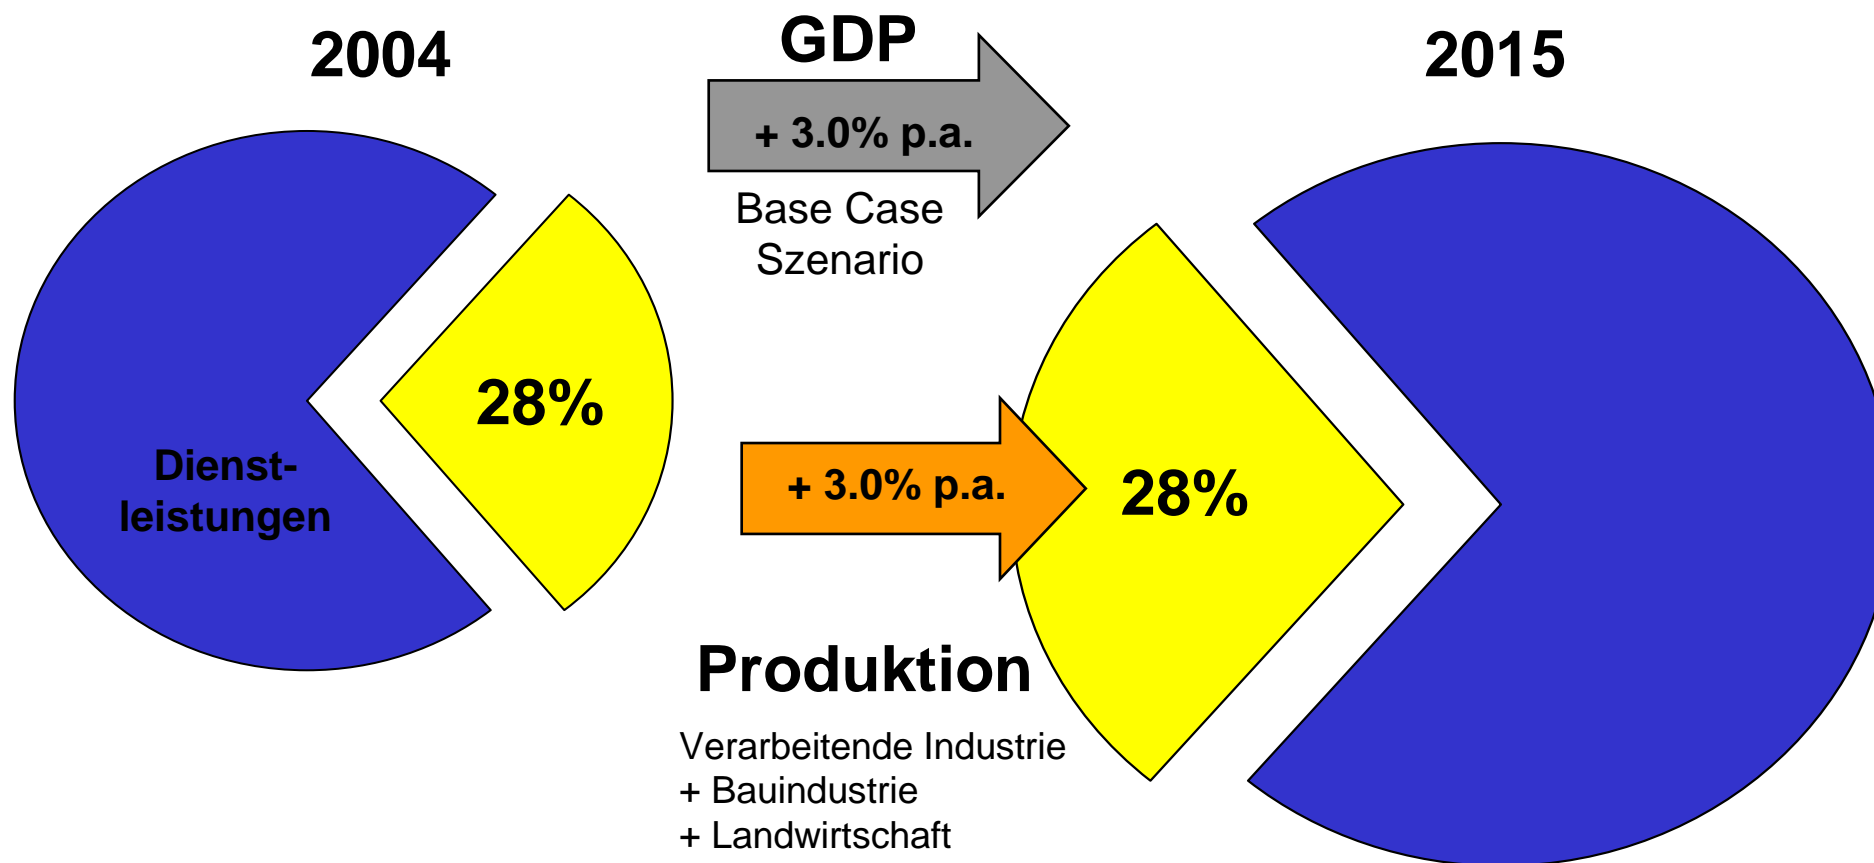 2004
GDP
2015
+ 3.0% p.a.
Base Case
Szenario
28%
Dienst-
leistungen
+ 3.0% p.a.
28%
Produktion
Verarbeitende Industrie
+ Bauindustrie
+ Landwirtschaft